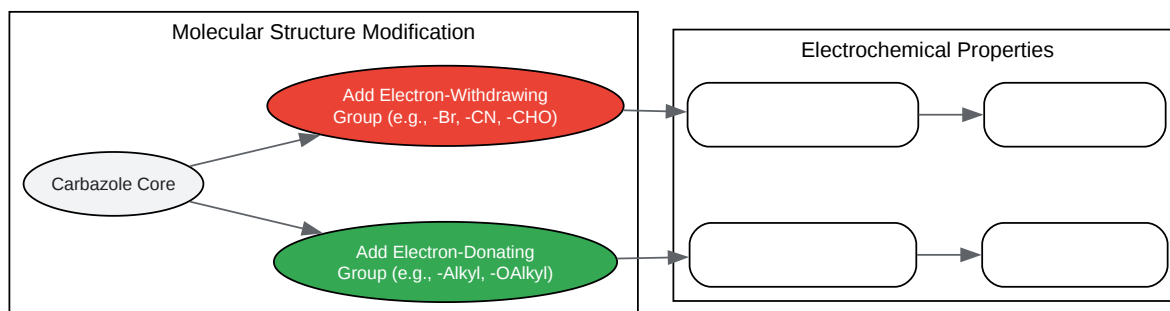 Molecular Structure Modification
Electrochemical Properties
Add Electron-Withdrawing
Group (e.g., -Br, -CN, -CHO)
Carbazole Core
Add Electron-Donating
Group (e.g., -Alkyl, -OAlkyl)